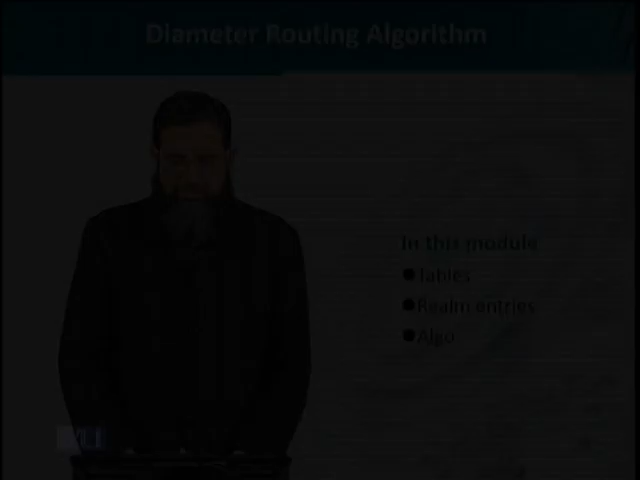 Diameter Routing Algorithm
In this module
●Tables
●Realm entries
●Algo